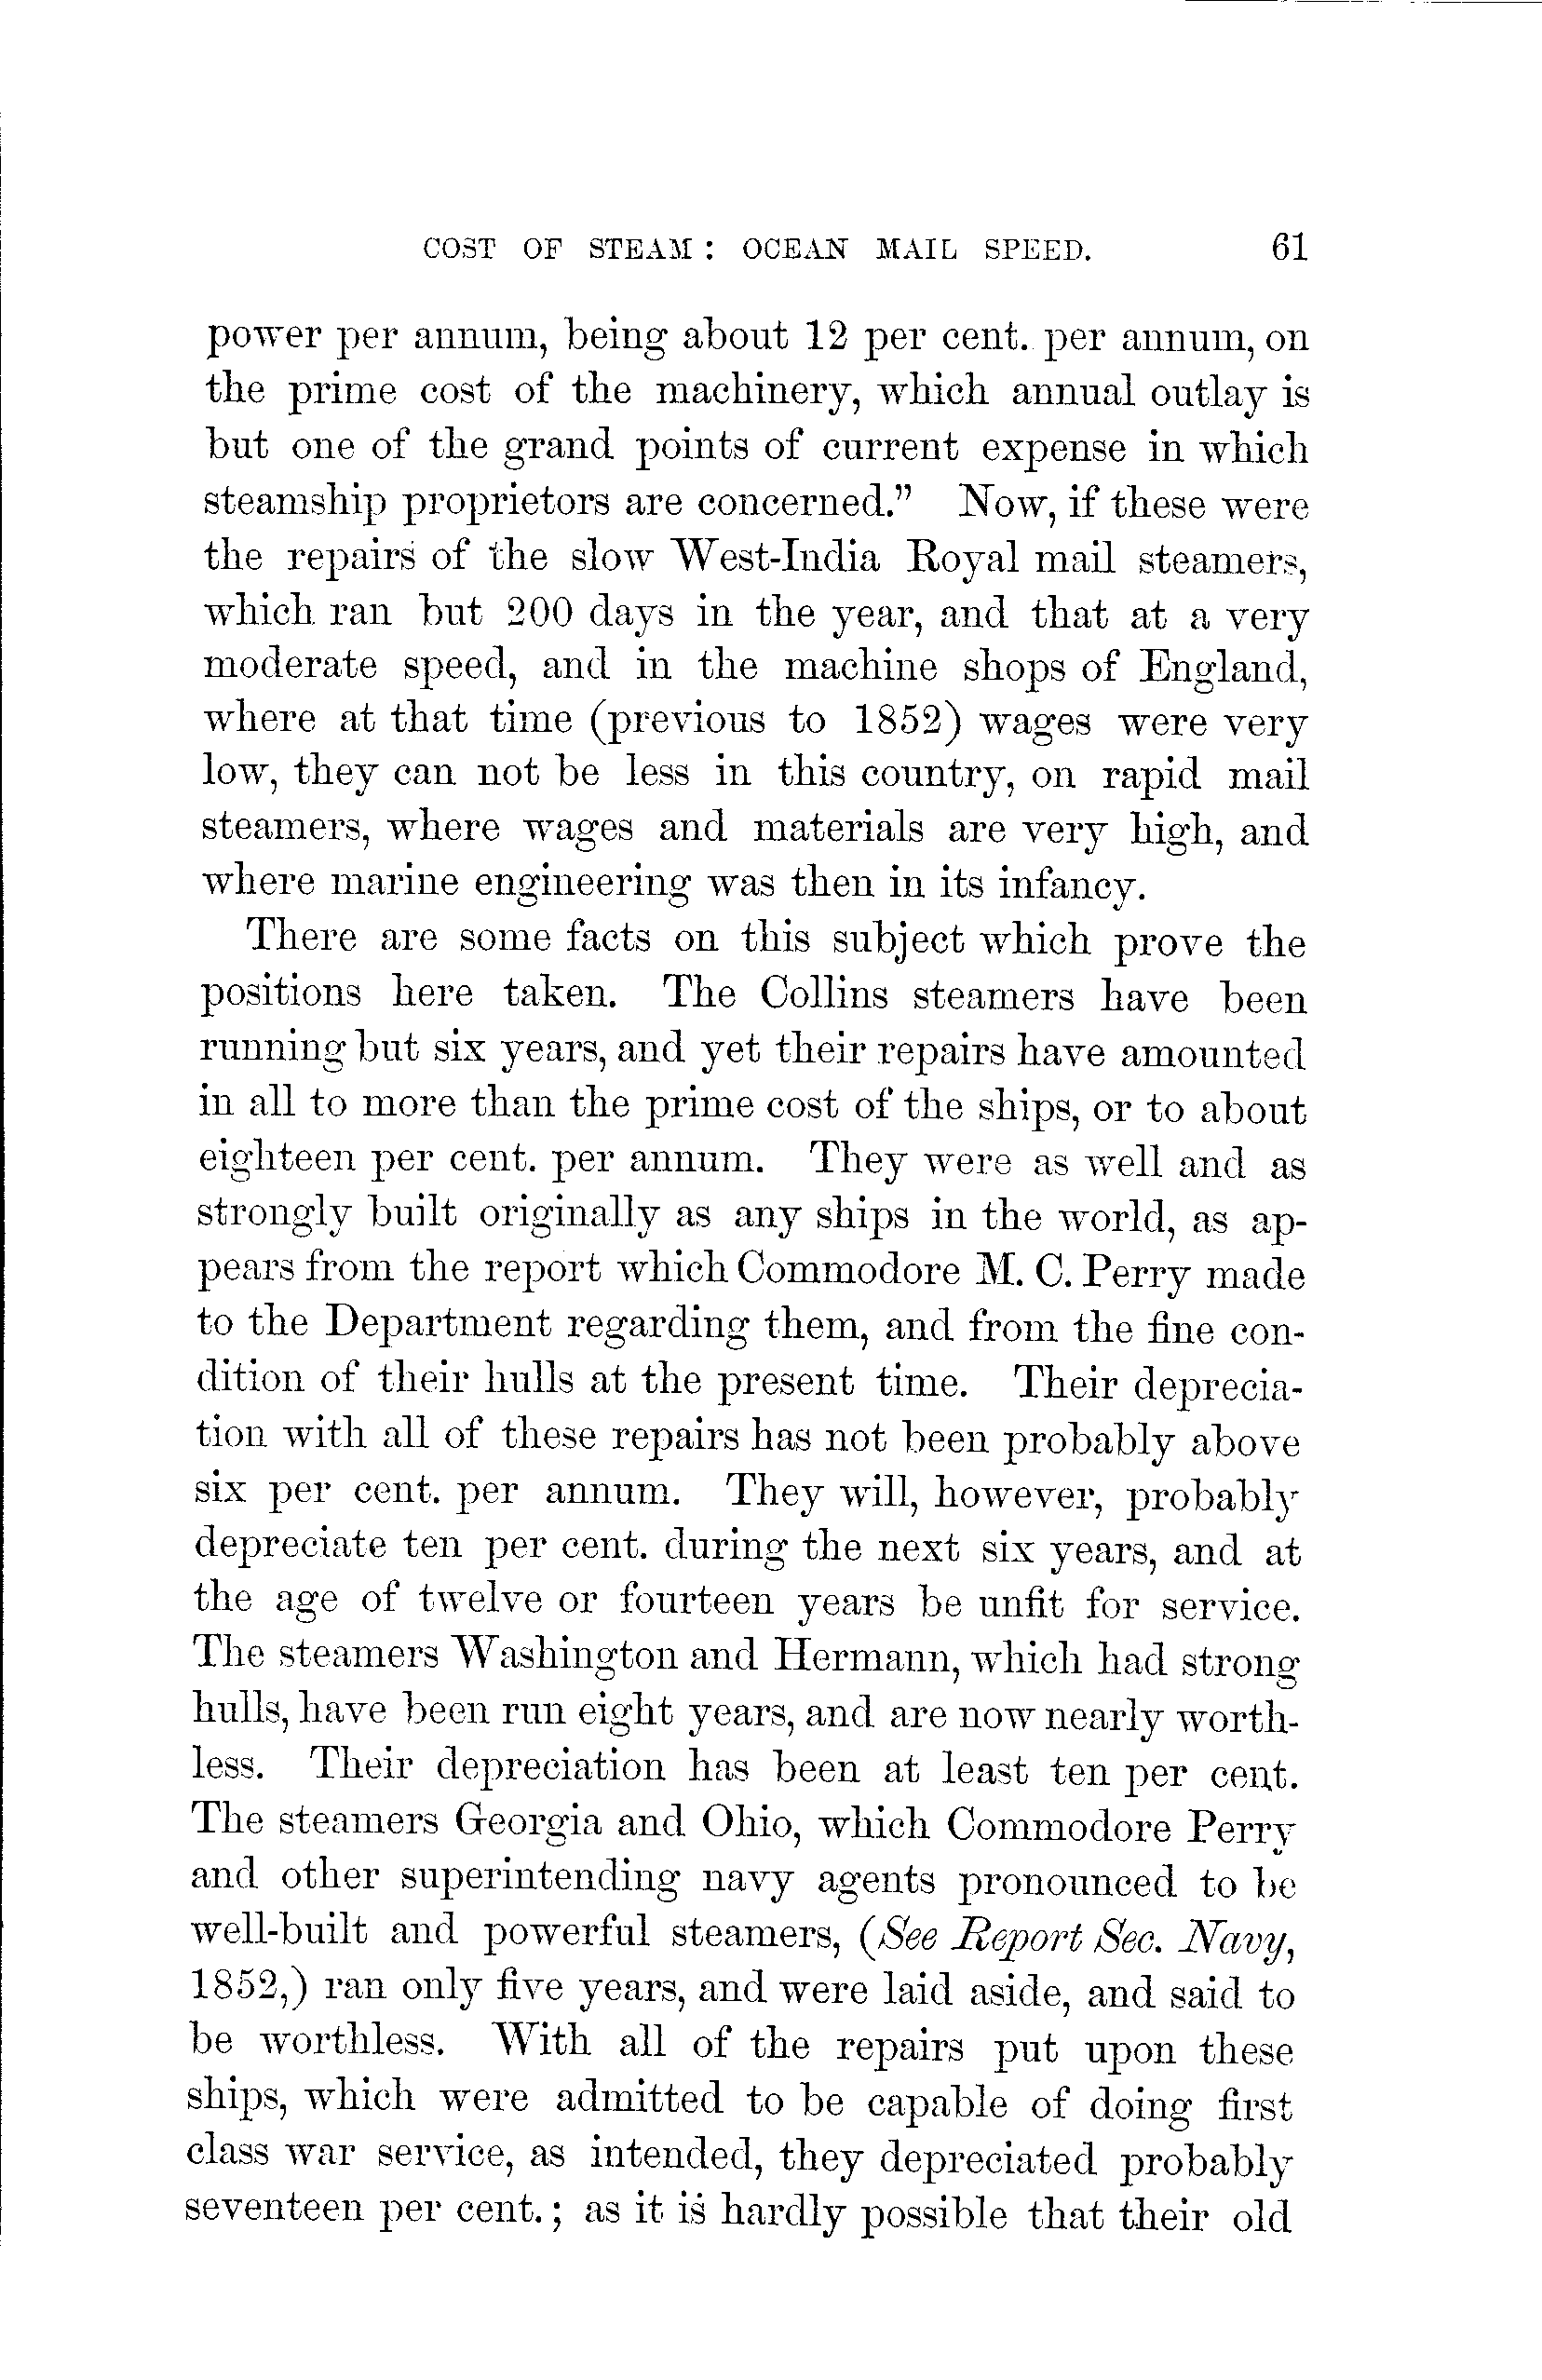 COST OF STEAM: OCEAN MAIL SPEED. 61
power per annum, being about 12 per cent. per annum, on
the prime cost of the machinery, which annual outlay is
but one of the grand points of current expense in which
steamship proprietors are concerned." Now, if these were
the repairs of the slow West-India Royal mail steamers,
which ran but 200 days in the year, and that at a very
moderate speed, and in the machine shops of England,
where at that time (previous to 1852) wages were very
low, they can not be less in this country, on rapid mail
steamers, where wages and materials are very high, and
where marine engineering was then in its infancy.
There are some facts on this subject which prove the
positions here taken. The Collins steamers have been
running but six years, and yet their repairs have amounted
in all to more than the prime cost of the ships, or to about
eighteen per cent. per annum. They were as well and as
strongly built originally as any ships in the world, as ap-
pears from the report which Commodore M. C. Perry made
to the Department regarding them, and from the fine con-
dition of their hulls at the present time. Their deprecia-
tion with all of these repairs has not been probably above
six per cent. per annum. They will, however, probably
depreciate ten per cent. during the next six years, and at
the age of twelve or fourteen years be unfit for service.
The steamers Washington and Hermann, which had strong
hulls, have been run eight years, and are now nearly worth-
less. Their depreciation has been at least ten per cent.
The steamers Georgia and Ohio, which Commodore Perry
and other superintending navy agents pronounced to be
well-built and powerful steamers, (See Report Sec. Navy,
1852,) ran only five years, and were laid aside, and said to
be worthless. With all of the repairs put upon these
ships, which were admitted to be capable of doing first
class war service, as intended, they depreciated probably
seventeen per cent.; as it is hardly possible that their old